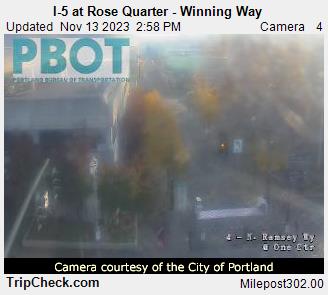 I-5 at Rose Quarter - Winning Way
Updated Nov 13 2023 2:58 PM Camera 4
PBOT
PORTLAND BUREAU OF TRANSPORTATION
4 - N. Ramsey Wy
@ One Ctr
Camera courtesy of the City of Portland
TripCheck.com Milepost302.00